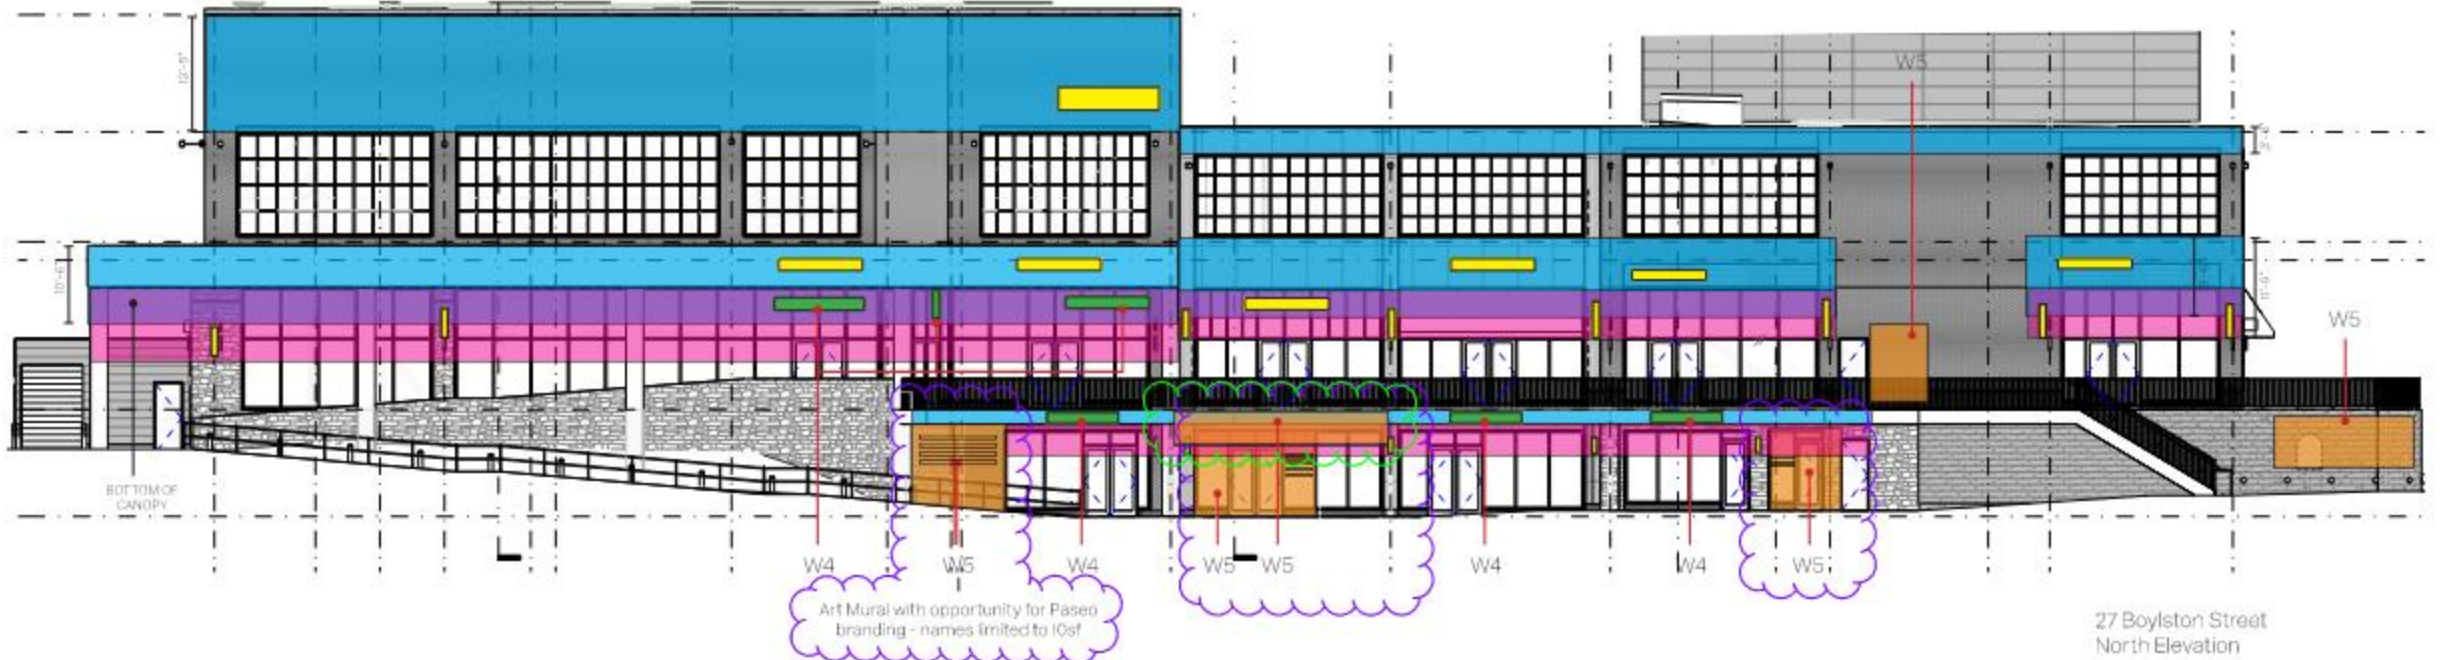 W5
W5
BOTTOM OF
CANOPY
W4
W5
W4
W5
W5
W4
W4
W5
Art Mural with opportunity for Paseo
branding - names limited to 10sf
27 Boylston Street
North Elevation